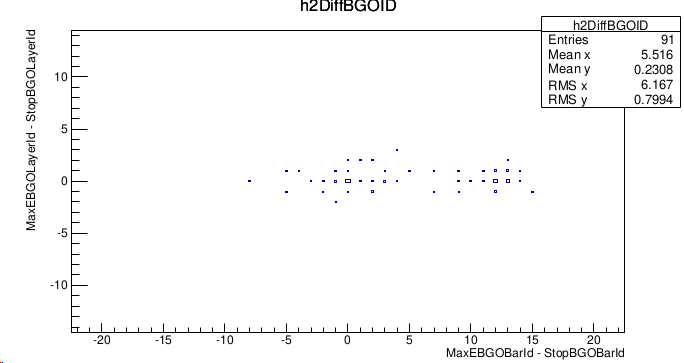 h2DiffBGOID
h2DiffBGOID
Entries 91
Mean x 5.516
Mean y 0.2308
RMS x 6.167
RMS y 0.7994
MaxEBGOLayerId - StopBGOLayerId
10
5
0
-5
-10
-20 -15 -10 -5 0 5 10 15 20
MaxEBGOBarId - StopBGOBarId